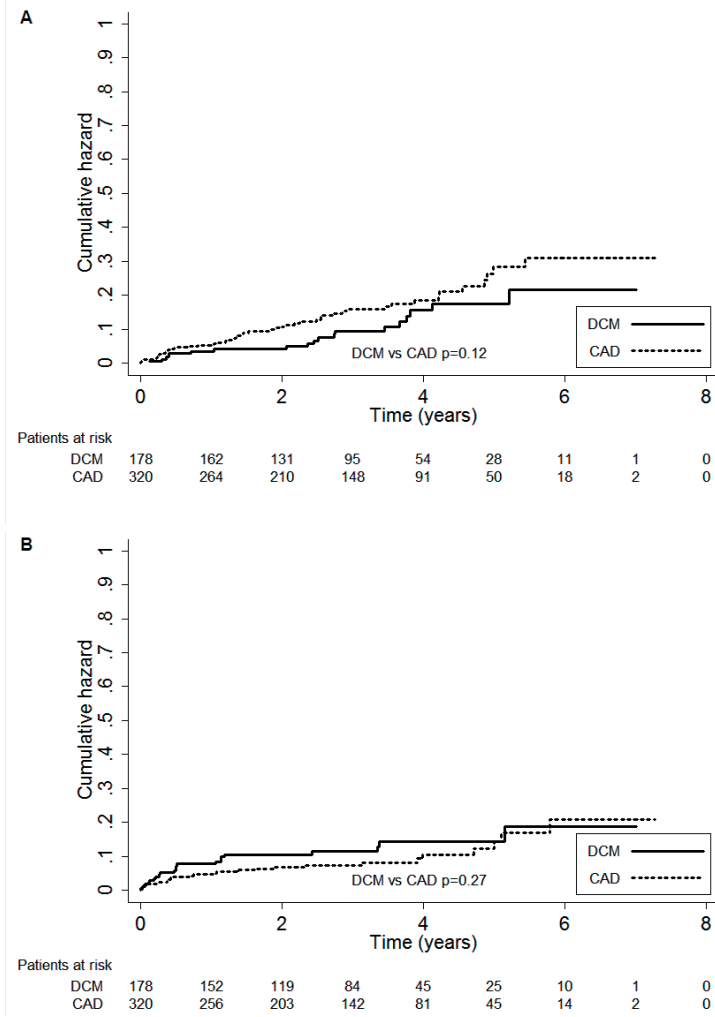 A
Cumulative hazard
1
.9
.8
.7
.6
.5
.4
.3
.2
.1
0
DCM
CAD
DCM vs CAD p=0.12
0 2 4 6 8
Time (years)
Patients at risk
DCM 178 162 131 95 54 28 11 1 0
CAD 320 264 210 148 91 50 18 2 0
B
Cumulative hazard
1
.9
.8
.7
.6
.5
.4
.3
.2
.1
0
DCM
CAD
DCM vs CAD p=0.27
0 2 4 6 8
Time (years)
Patients at risk
DCM 178 152 119 84 45 25 10 1 0
CAD 320 256 203 142 81 45 14 2 0